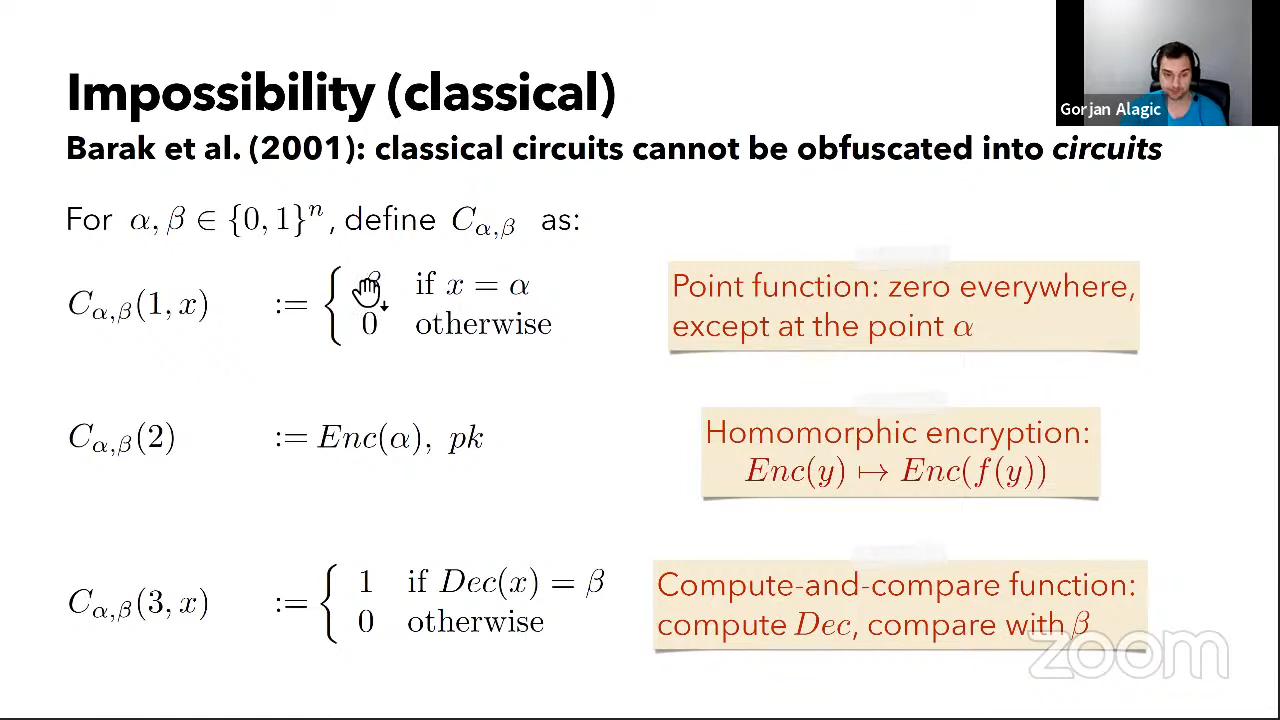 Impossibility (classical)
Gorjan Alagic
Barak et al. (2001): classical circuits cannot be obfuscated into circuits
For α, β ∈ {0, 1}ⁿ, define C_{α,β} as:
C_{α,β}(1, x) := { β if x = α
0 otherwise
Point function: zero everywhere,
except at the point α
C_{α,β}(2) := Enc(α), pk
Homomorphic encryption:
Enc(y) ↦ Enc(f(y))
C_{α,β}(3, x) := { 1 if Dec(x) = β
0 otherwise
Compute-and-compare function:
compute Dec, compare with β
zoom